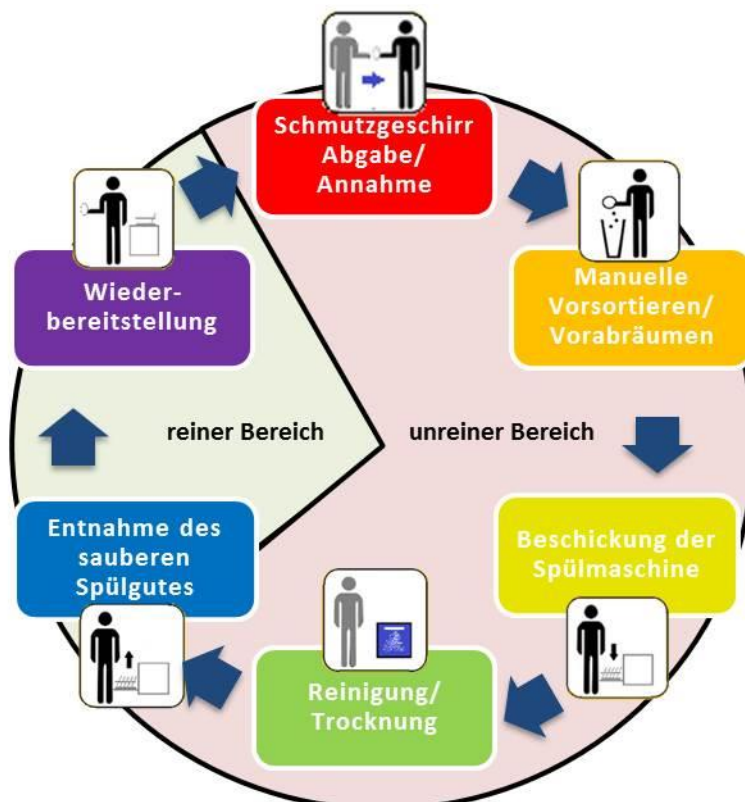 Schmutzgeschirr
Abgabe/
Annahme
Manuelle
Vorsortieren/
Vorabräumen
Beschickung der
Spülmaschine
Reinigung/
Trocknung
Entnahme des
sauberen
Spülgutes
Wieder-
bereitstellung
reiner Bereich
unreiner Bereich